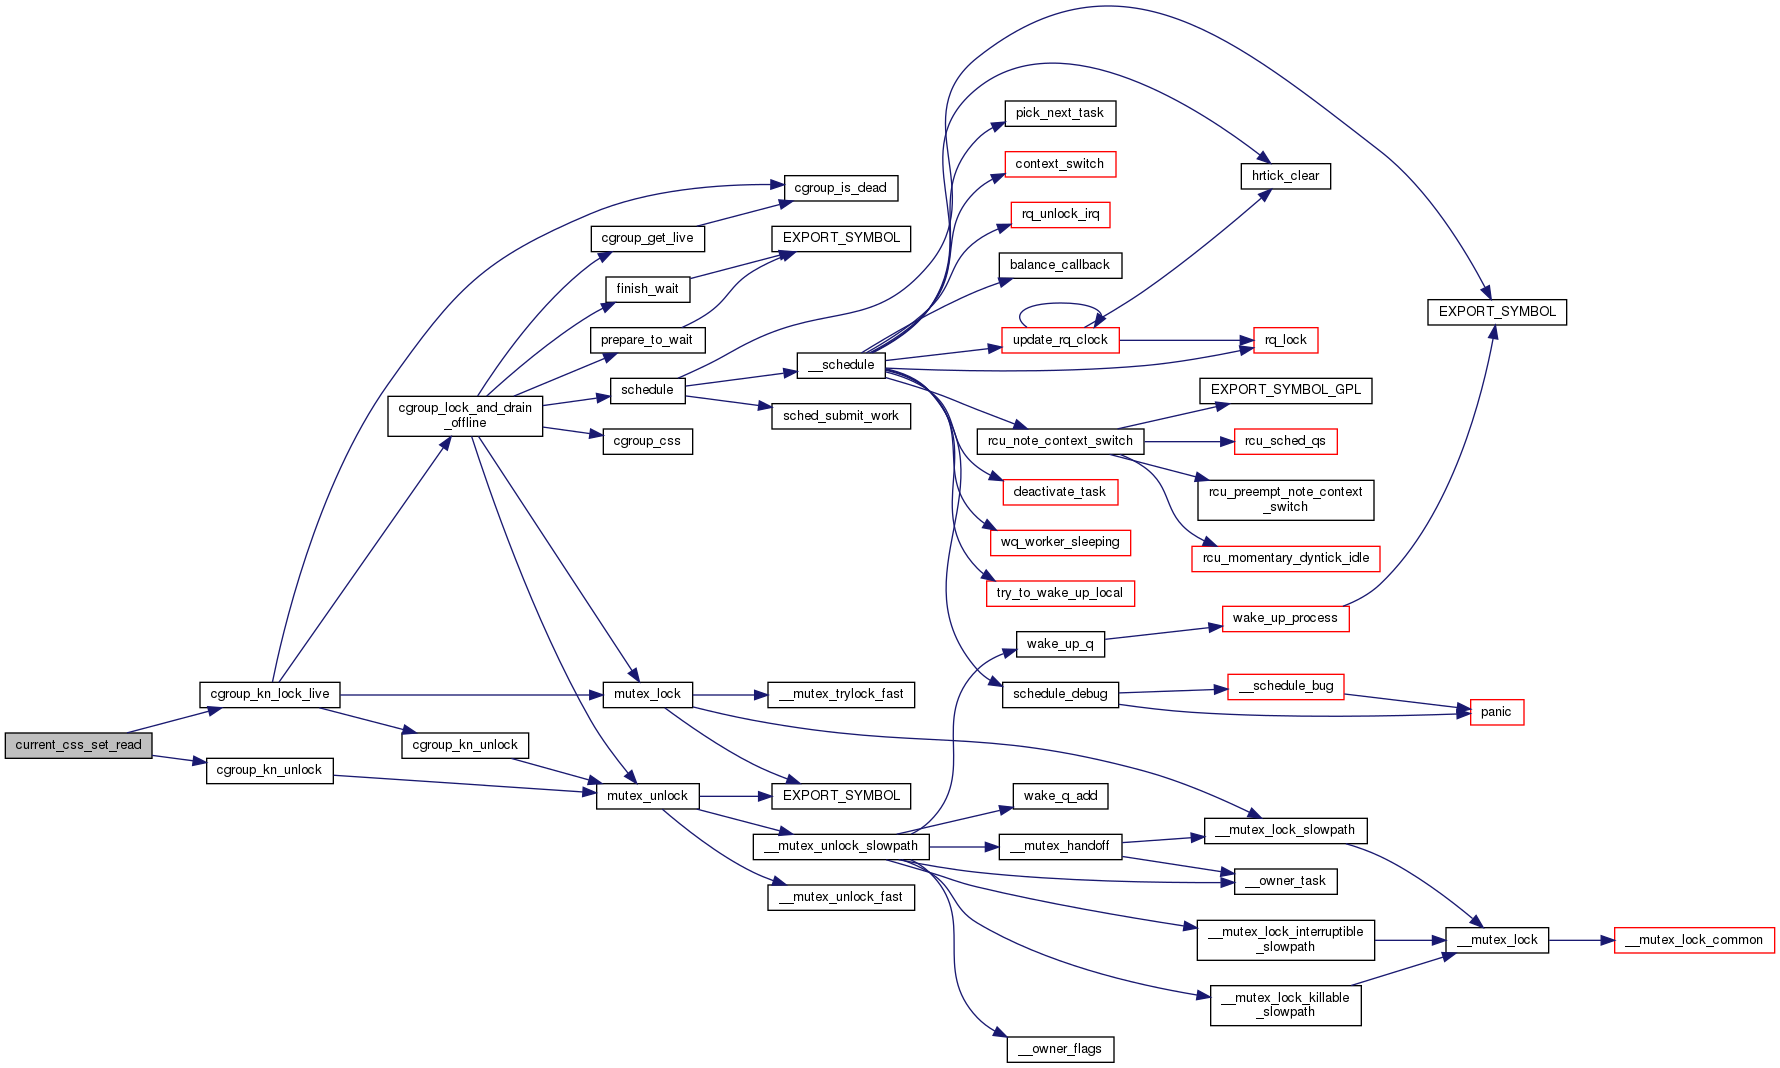 current_css_set_read
cgroup_kn_lock_live
cgroup_kn_unlock
cgroup_lock_and_drain
_offline
cgroup_kn_unlock
cgroup_get_live
finish_wait
prepare_to_wait
schedule
cgroup_css
mutex_lock
mutex_unlock
cgroup_is_dead
EXPORT_SYMBOL
__schedule
sched_submit_work
__mutex_trylock_fast
EXPORT_SYMBOL
__mutex_unlock_slowpath
__mutex_unlock_fast
pick_next_task
context_switch
rq_unlock_irq
balance_callback
update_rq_clock
rcu_note_context_switch
deactivate_task
wq_worker_sleeping
try_to_wake_up_local
wake_up_q
schedule_debug
wake_q_add
__mutex_handoff
__owner_flags
hrtick_clear
rq_lock
EXPORT_SYMBOL_GPL
rcu_sched_qs
rcu_preempt_note_context
_switch
rcu_momentary_dyntick_idle
wake_up_process
__schedule_bug
__mutex_lock_slowpath
__owner_task
__mutex_lock_interruptible
_slowpath
__mutex_lock_killable
_slowpath
EXPORT_SYMBOL
panic
__mutex_lock
__mutex_lock_common